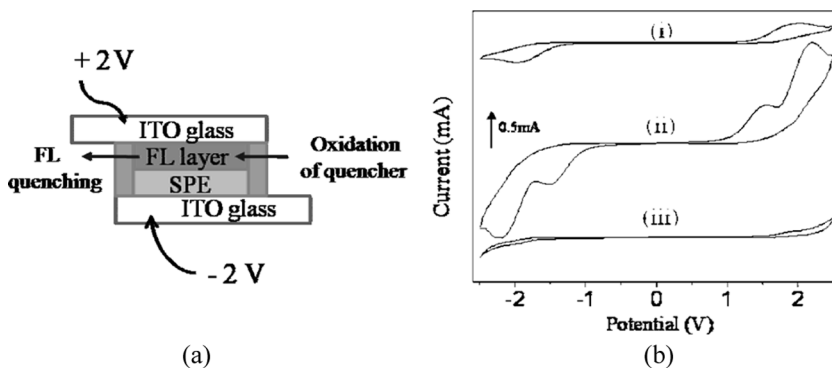 +2V
ITO glass
FL
quenching
FL layer
Oxidation
of quencher
SPE
ITO glass
-2 V
(a)
(i)
0.5mA
(ii)
(iii)
Current (mA)
-2 -1 0 1 2
Potential (V)
(b)